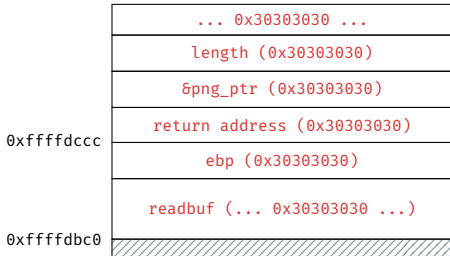 ... 0x30303030 ...
length (0x30303030)
&png_ptr (0x30303030)
return address (0x30303030)
0xffffdccc
ebp (0x30303030)
readbuf (... 0x30303030 ...)
0xffffdbc0